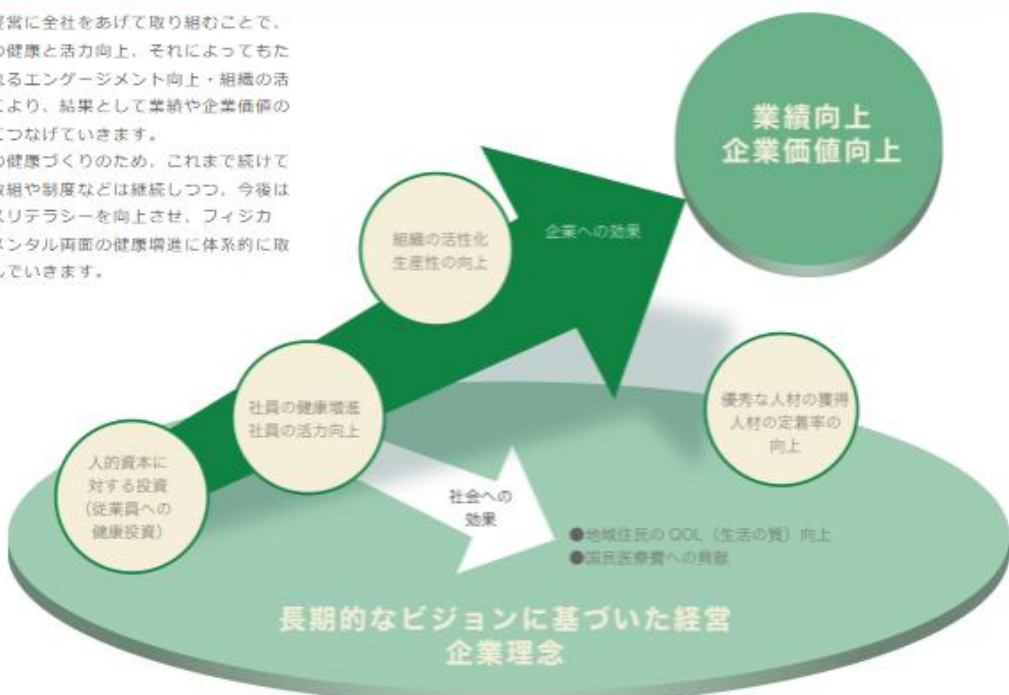 経営に全社をあげて取り組むことで、
の健康と活力向上、それによってもた
れるエンゲージメント向上・組織の活
により、結果として業績や企業価値の
につなげていきます。
の健康づくりのため、これまで続けて
取組や制度などは継続しつつ、今後は
スリテラシーを向上させ、フィジカ
メンタル両面の健康増進に体系的に取
していきます。
業績向上
企業価値向上
企業への効果
組織の活性化
生産性の向上
社員の健康増進
社員の活力向上
優秀な人材の獲得
人材の定着率の
向上
人的資本に
対する投資
(従業員への
健康投資)
社会への
効果
●地域住民の QOL（生活の質）向上
●国民医療費への貢献
長期的なビジョンに基づいた経営
企業理念